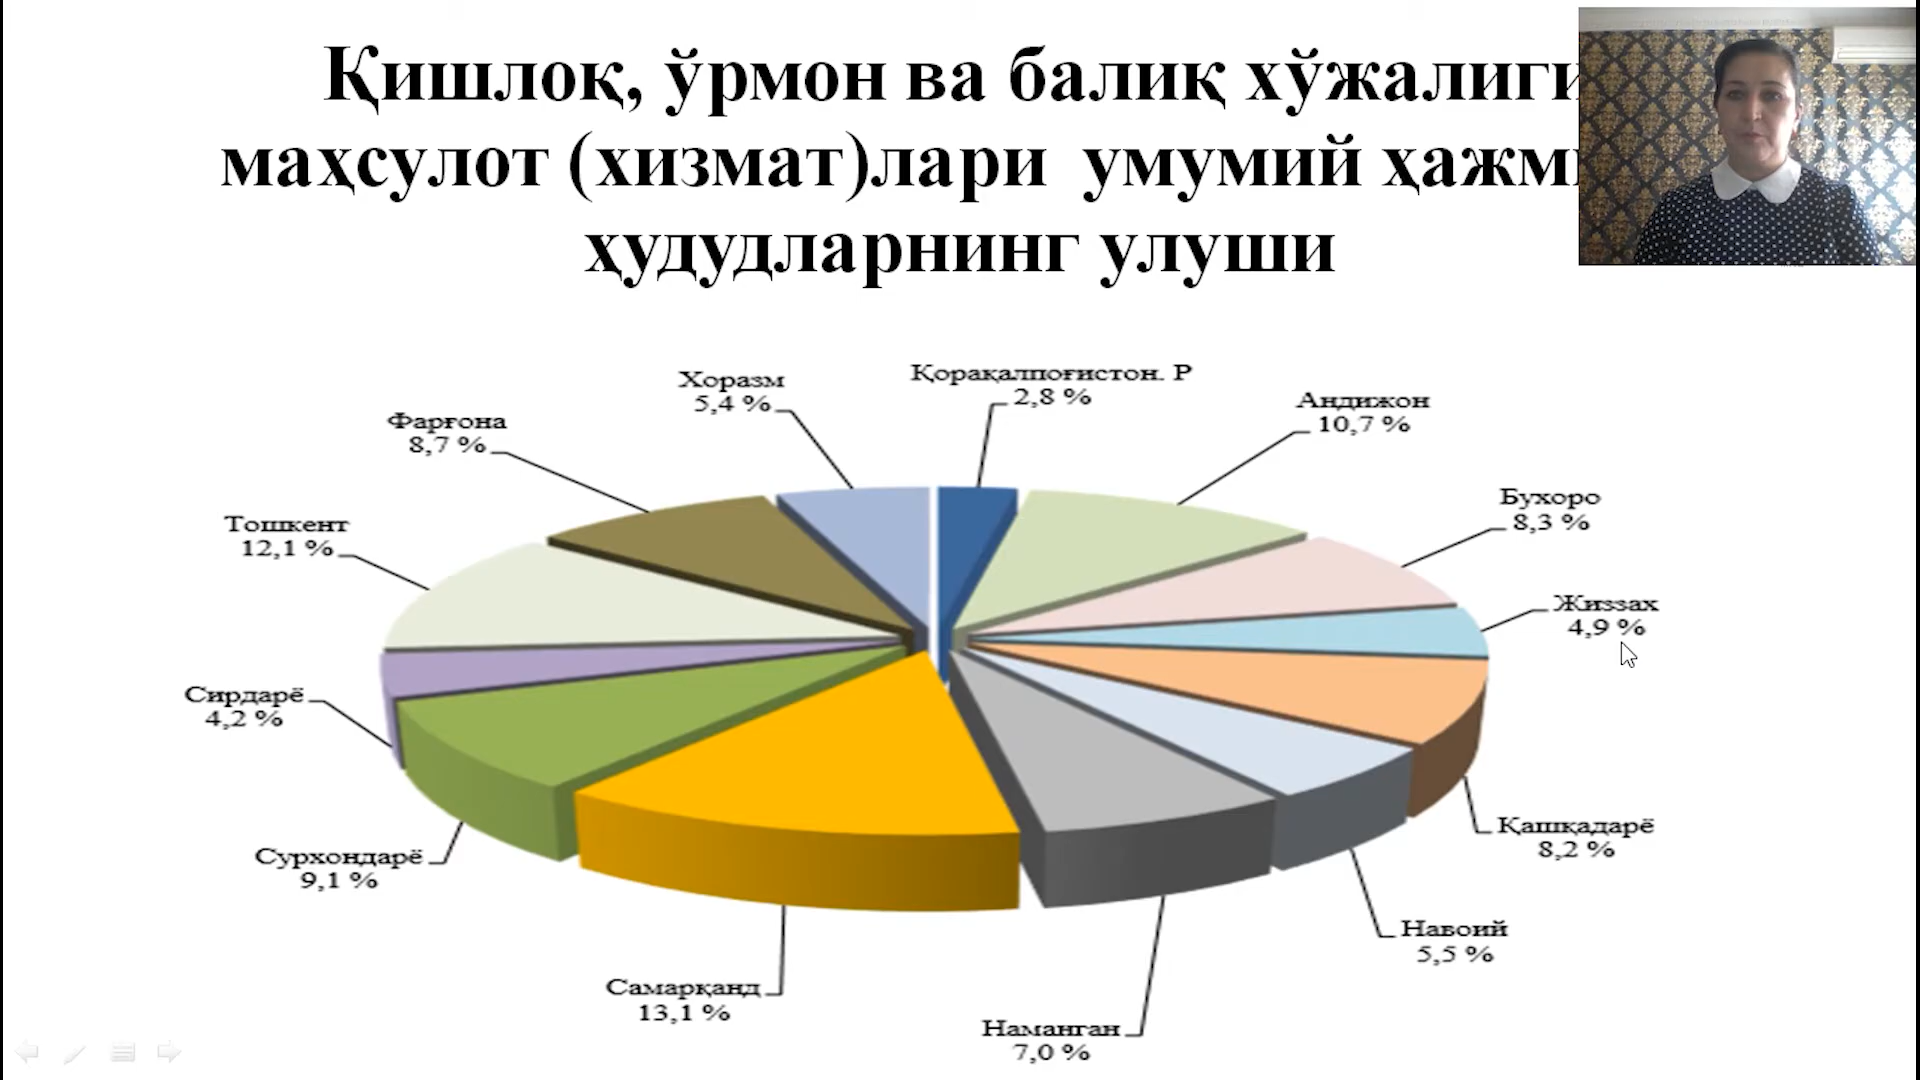 Қишлоқ, ўрмон ва балиқ хўжалиги
маҳсулот (хизмат)лари умумий ҳажм
ҳудудларнинг улуши
Хоразм
5,4 %
Қорақалпоғистон. Р
2,8 %
Андижон
10,7 %
Фарғона
8,7 %
Бухоро
8,3 %
Тошкент
12,1 %
Жиззах
4,9 %
Сирдарё
4,2 %
Қашқадарё
8,2 %
Сурхондарё
9,1 %
Навоий
5,5 %
Самарқанд
13,1 %
Наманган
7,0 %